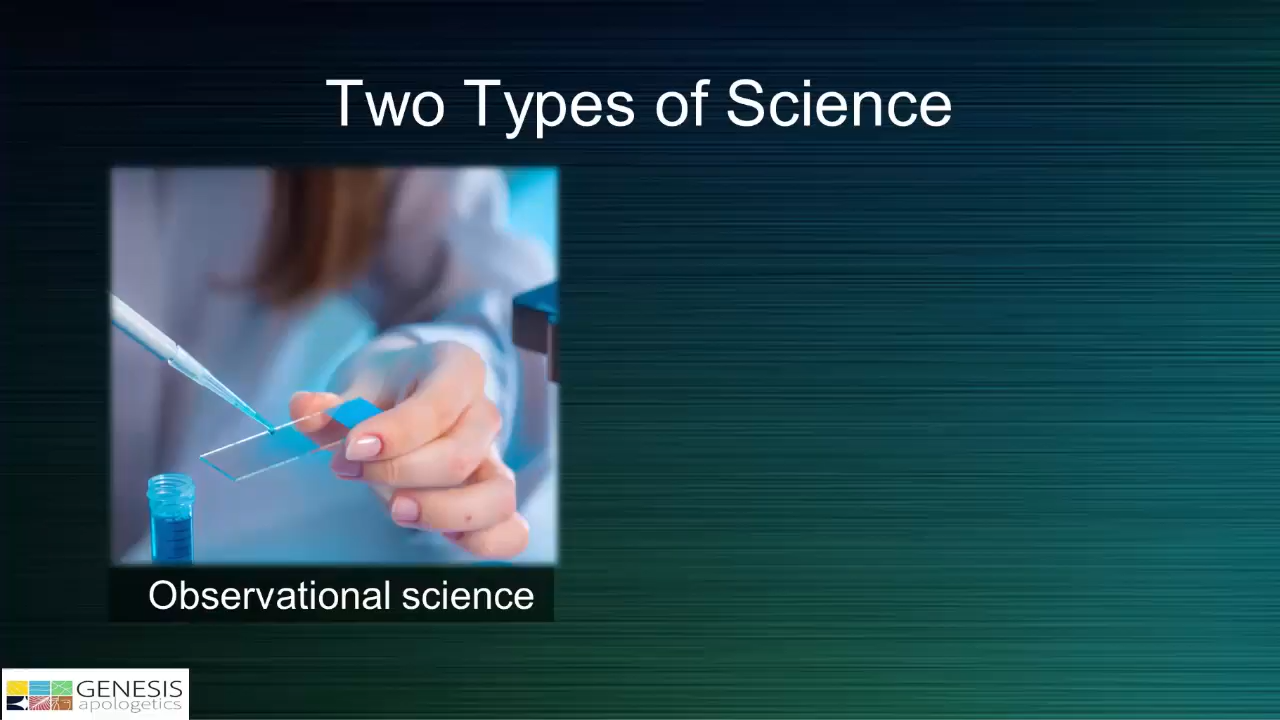 Two Types of Science
Observational science
GENESIS
apologetics